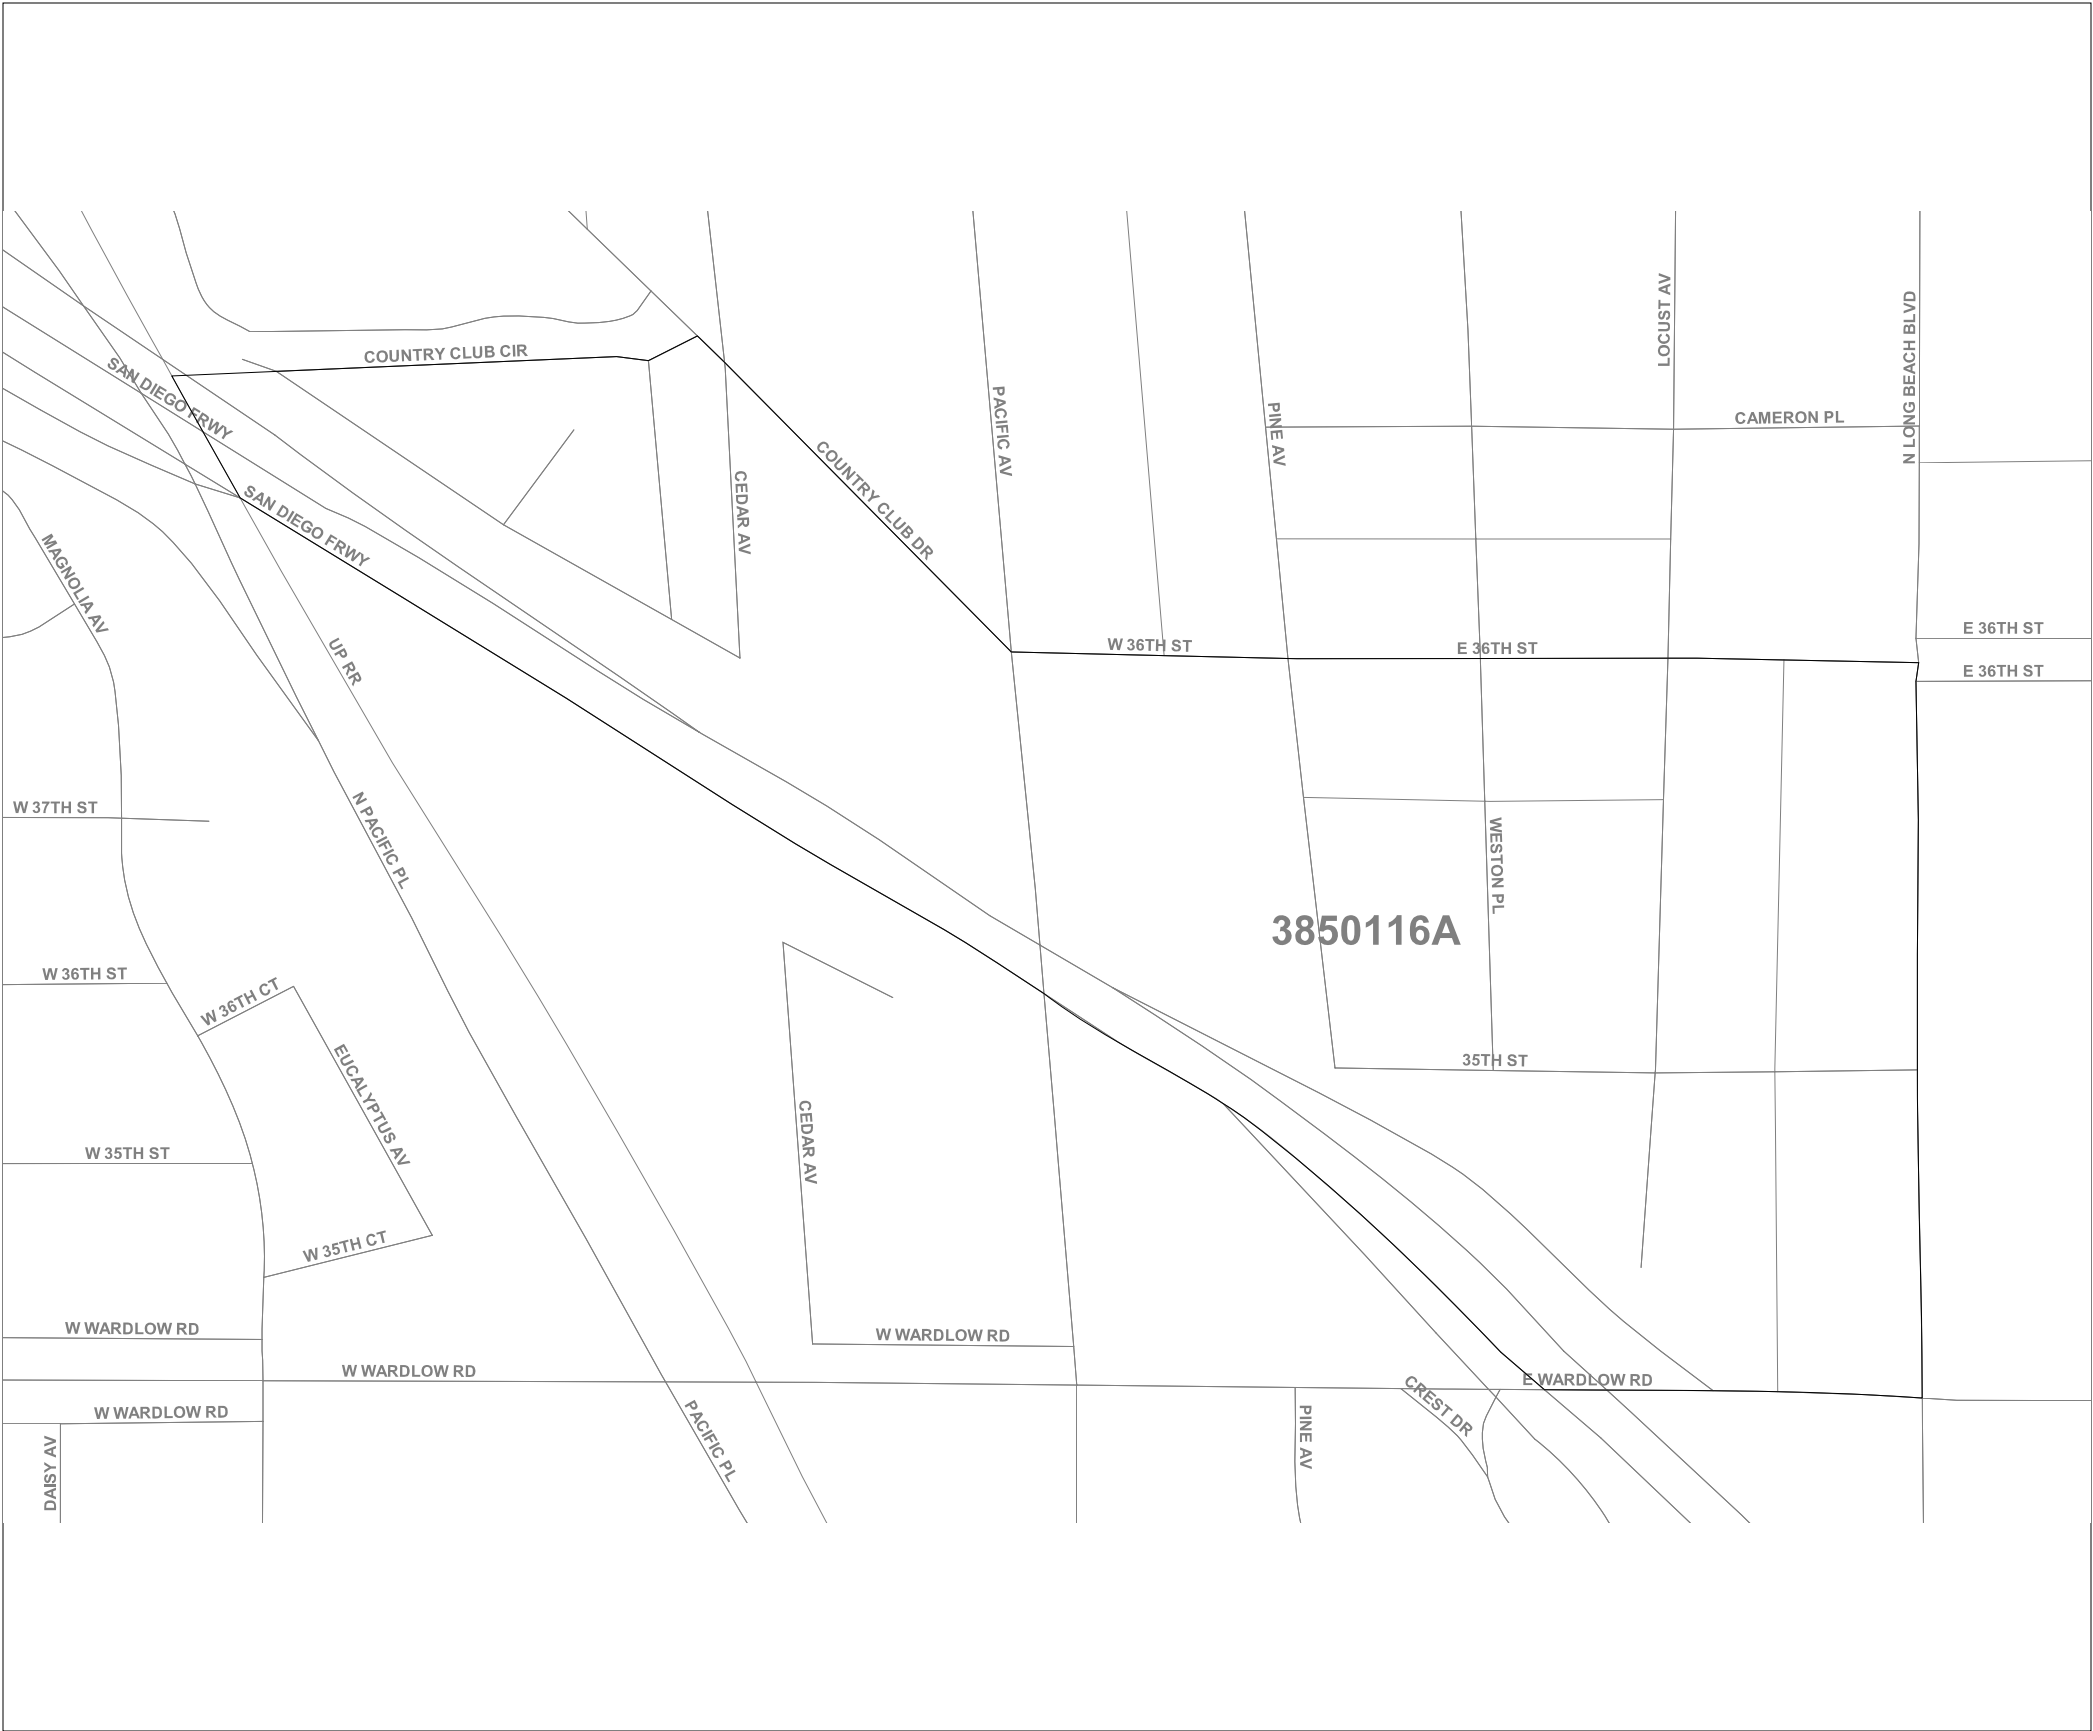 LOCUST AV
N LONG BEACH BLVD
COUNTRY CLUB CIR
SAN DIEGO FRWY
PACIFIC AV
PINE AV
CAMERON PL
COUNTRY CLUB DR
CEDAR AV
SAN DIEGO FRWY
MAGNOLIA AV
E 36TH ST
W 36TH ST
E 36TH ST
UP RR
E 36TH ST
W 37TH ST
N PACIFIC PL
WESTON PL
3850116A
W 36TH ST
W 36TH CT
EUCALYPTUS AV
35TH ST
CEDAR AV
W 35TH ST
W 35TH CT
W WARDLOW RD
W WARDLOW RD
W WARDLOW RD
E WARDLOW RD
CREST DR
W WARDLOW RD
PACIFIC PL
PINE AV
DAISY AV